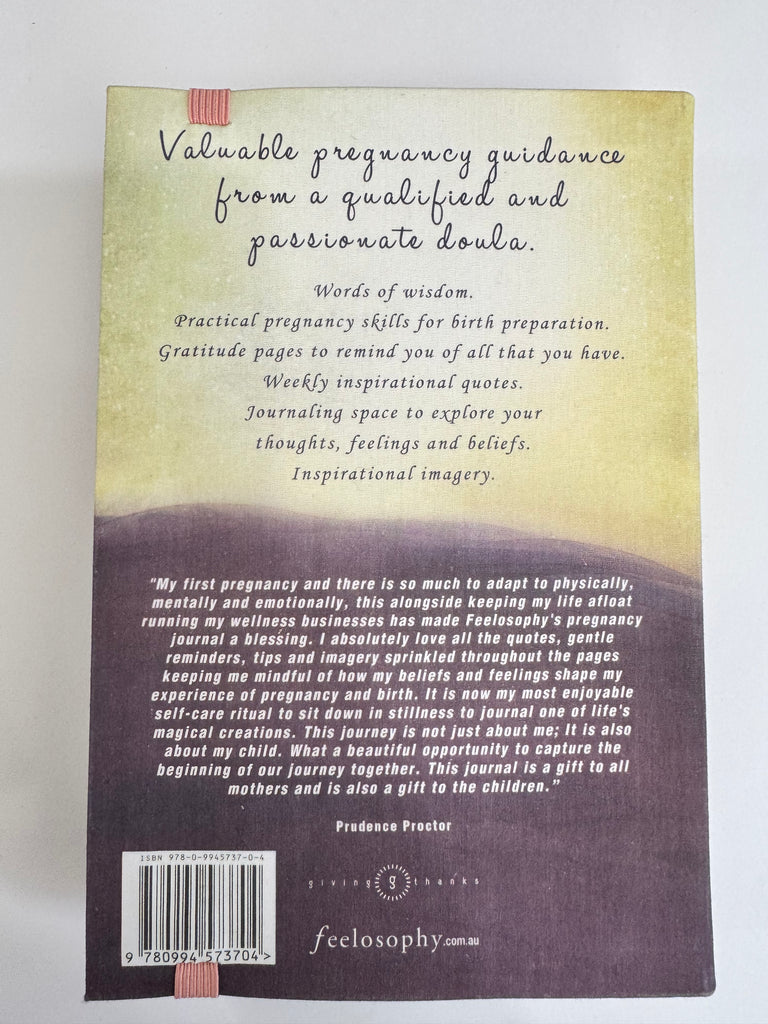 Valuable pregnancy guidance
from a qualified and
passionate doula.
Words of wisdom.
Practical pregnancy skills for birth preparation.
Gratitude pages to remind you of all that you have.
Weekly inspirational quotes.
Journaling space to explore your
thoughts, feelings and beliefs.
Inspirational imagery.
"My first pregnancy and there is so much to adapt to physically,
mentally and emotionally, this alongside keeping my life afloat
running my wellness businesses has made Feelosophy's pregnancy
journal a blessing. I absolutely love all the quotes, gentle
reminders, tips and imagery sprinkled throughout the pages
keeping me mindful of how my beliefs and feelings shape my
experience of pregnancy and birth. It is now my most enjoyable
self-care ritual to sit down in stillness to journal one of life's
magical creations. This journey is not just about me; It is also
about my child. What a beautiful opportunity to capture the
beginning of our journey together. This journal is a gift to all
mothers and is also a gift to the children."
Prudence Proctor
ISBN 978-0-9945737-0-4
9 780994 573704 >
giving g thanks
feelosophy.com.au